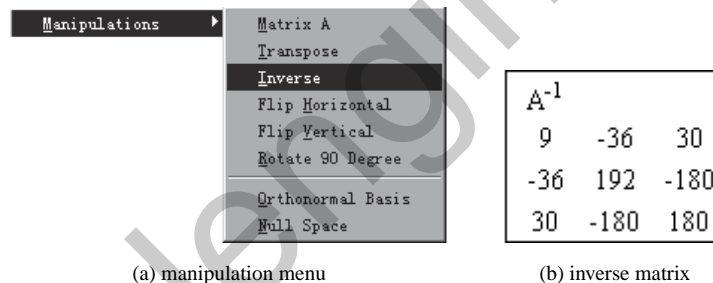 Manipulations
Matrix A
Transpose
Inverse
Flip Horizontal
Flip Vertical
Rotate 90 Degree
Orthonormal Basis
Null Space
A-1
9 -36 30
-36 192 -180
30 -180 180
(a) manipulation menu
(b) inverse matrix